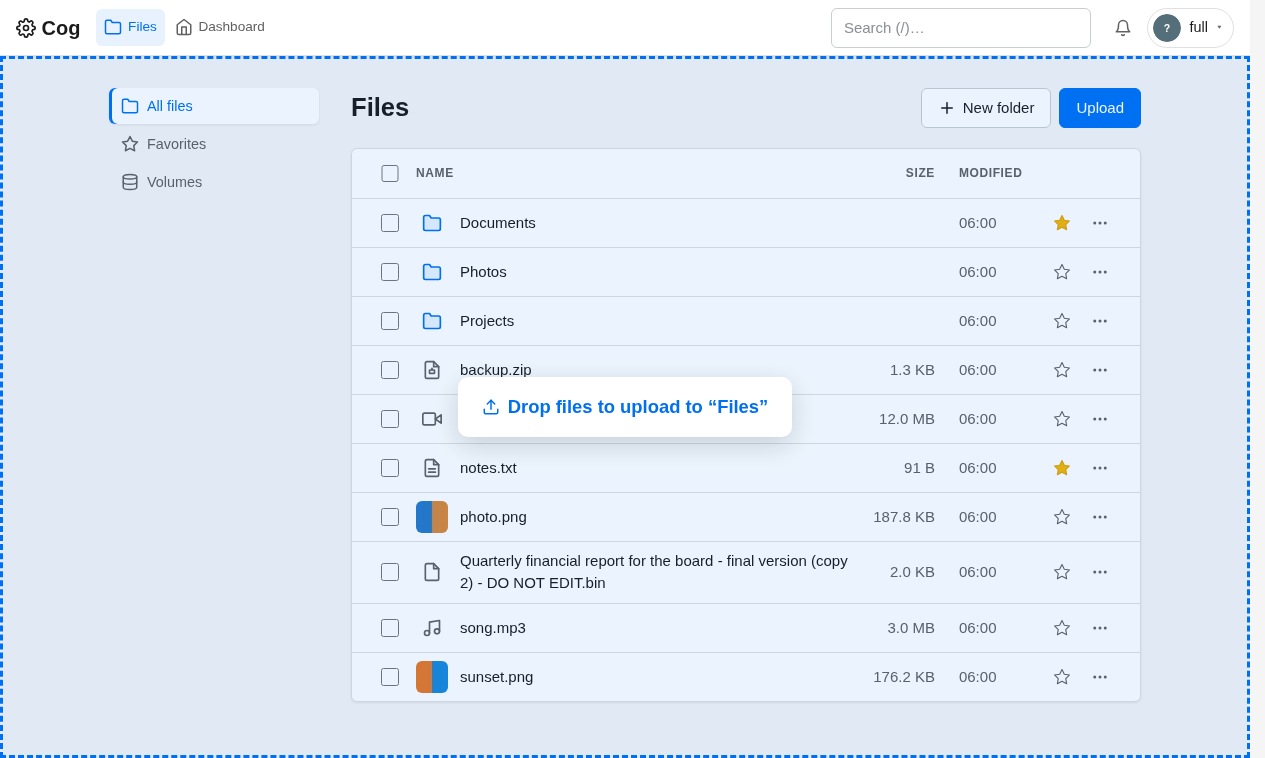 Cog
Files
Dashboard
Search (/)…
?
full
All files
Favorites
Volumes
Files
New folder
Upload
NAME
SIZE
MODIFIED
Documents
06:00
Photos
06:00
Projects
06:00
backup.zip
1.3 KB
06:00
Drop files to upload to “Files”
12.0 MB
06:00
notes.txt
91 B
06:00
photo.png
187.8 KB
06:00
Quarterly financial report for the board - final version (copy
2) - DO NOT EDIT.bin
2.0 KB
06:00
song.mp3
3.0 MB
06:00
sunset.png
176.2 KB
06:00